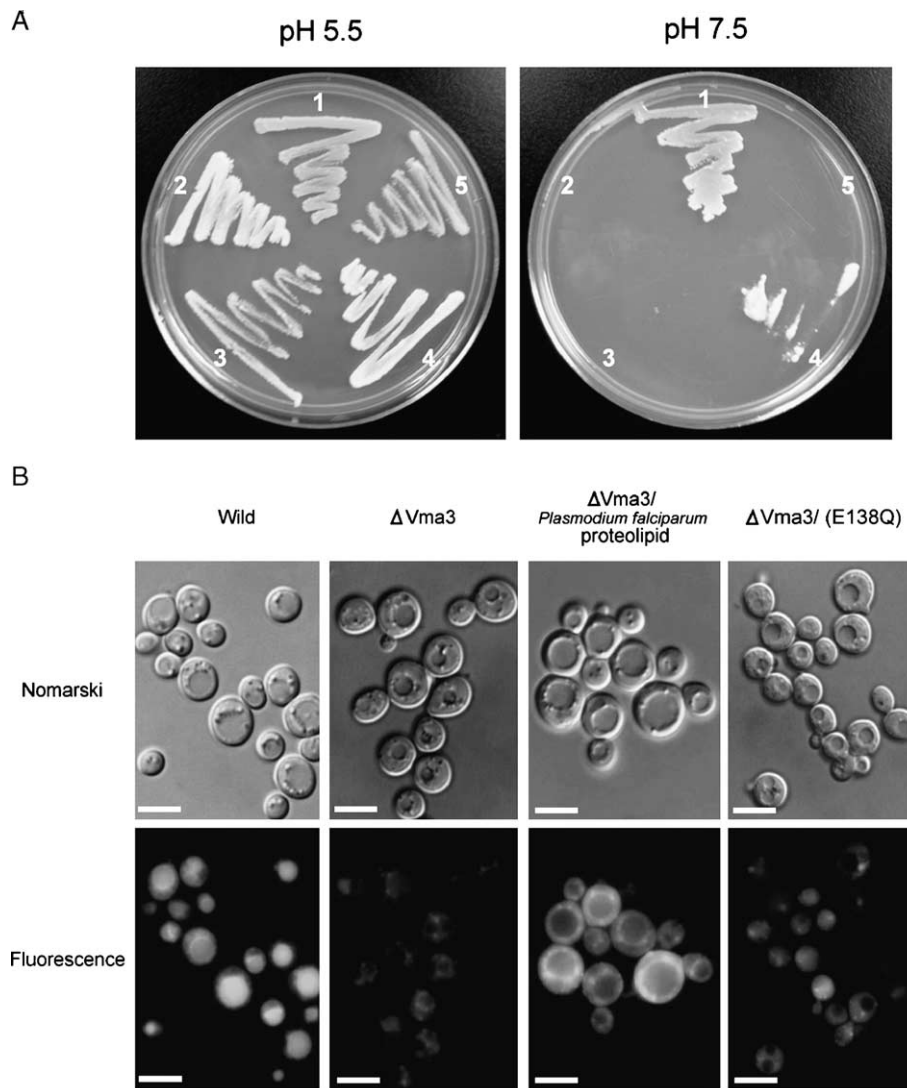 A
pH 5.5
pH 7.5
1
2
3
4
5
1
2
3
4
5
B
Wild
ΔVma3
ΔVma3/
Plasmodium falciparum
proteolipid
ΔVma3/ (E138Q)
Nomarski
Fluorescence